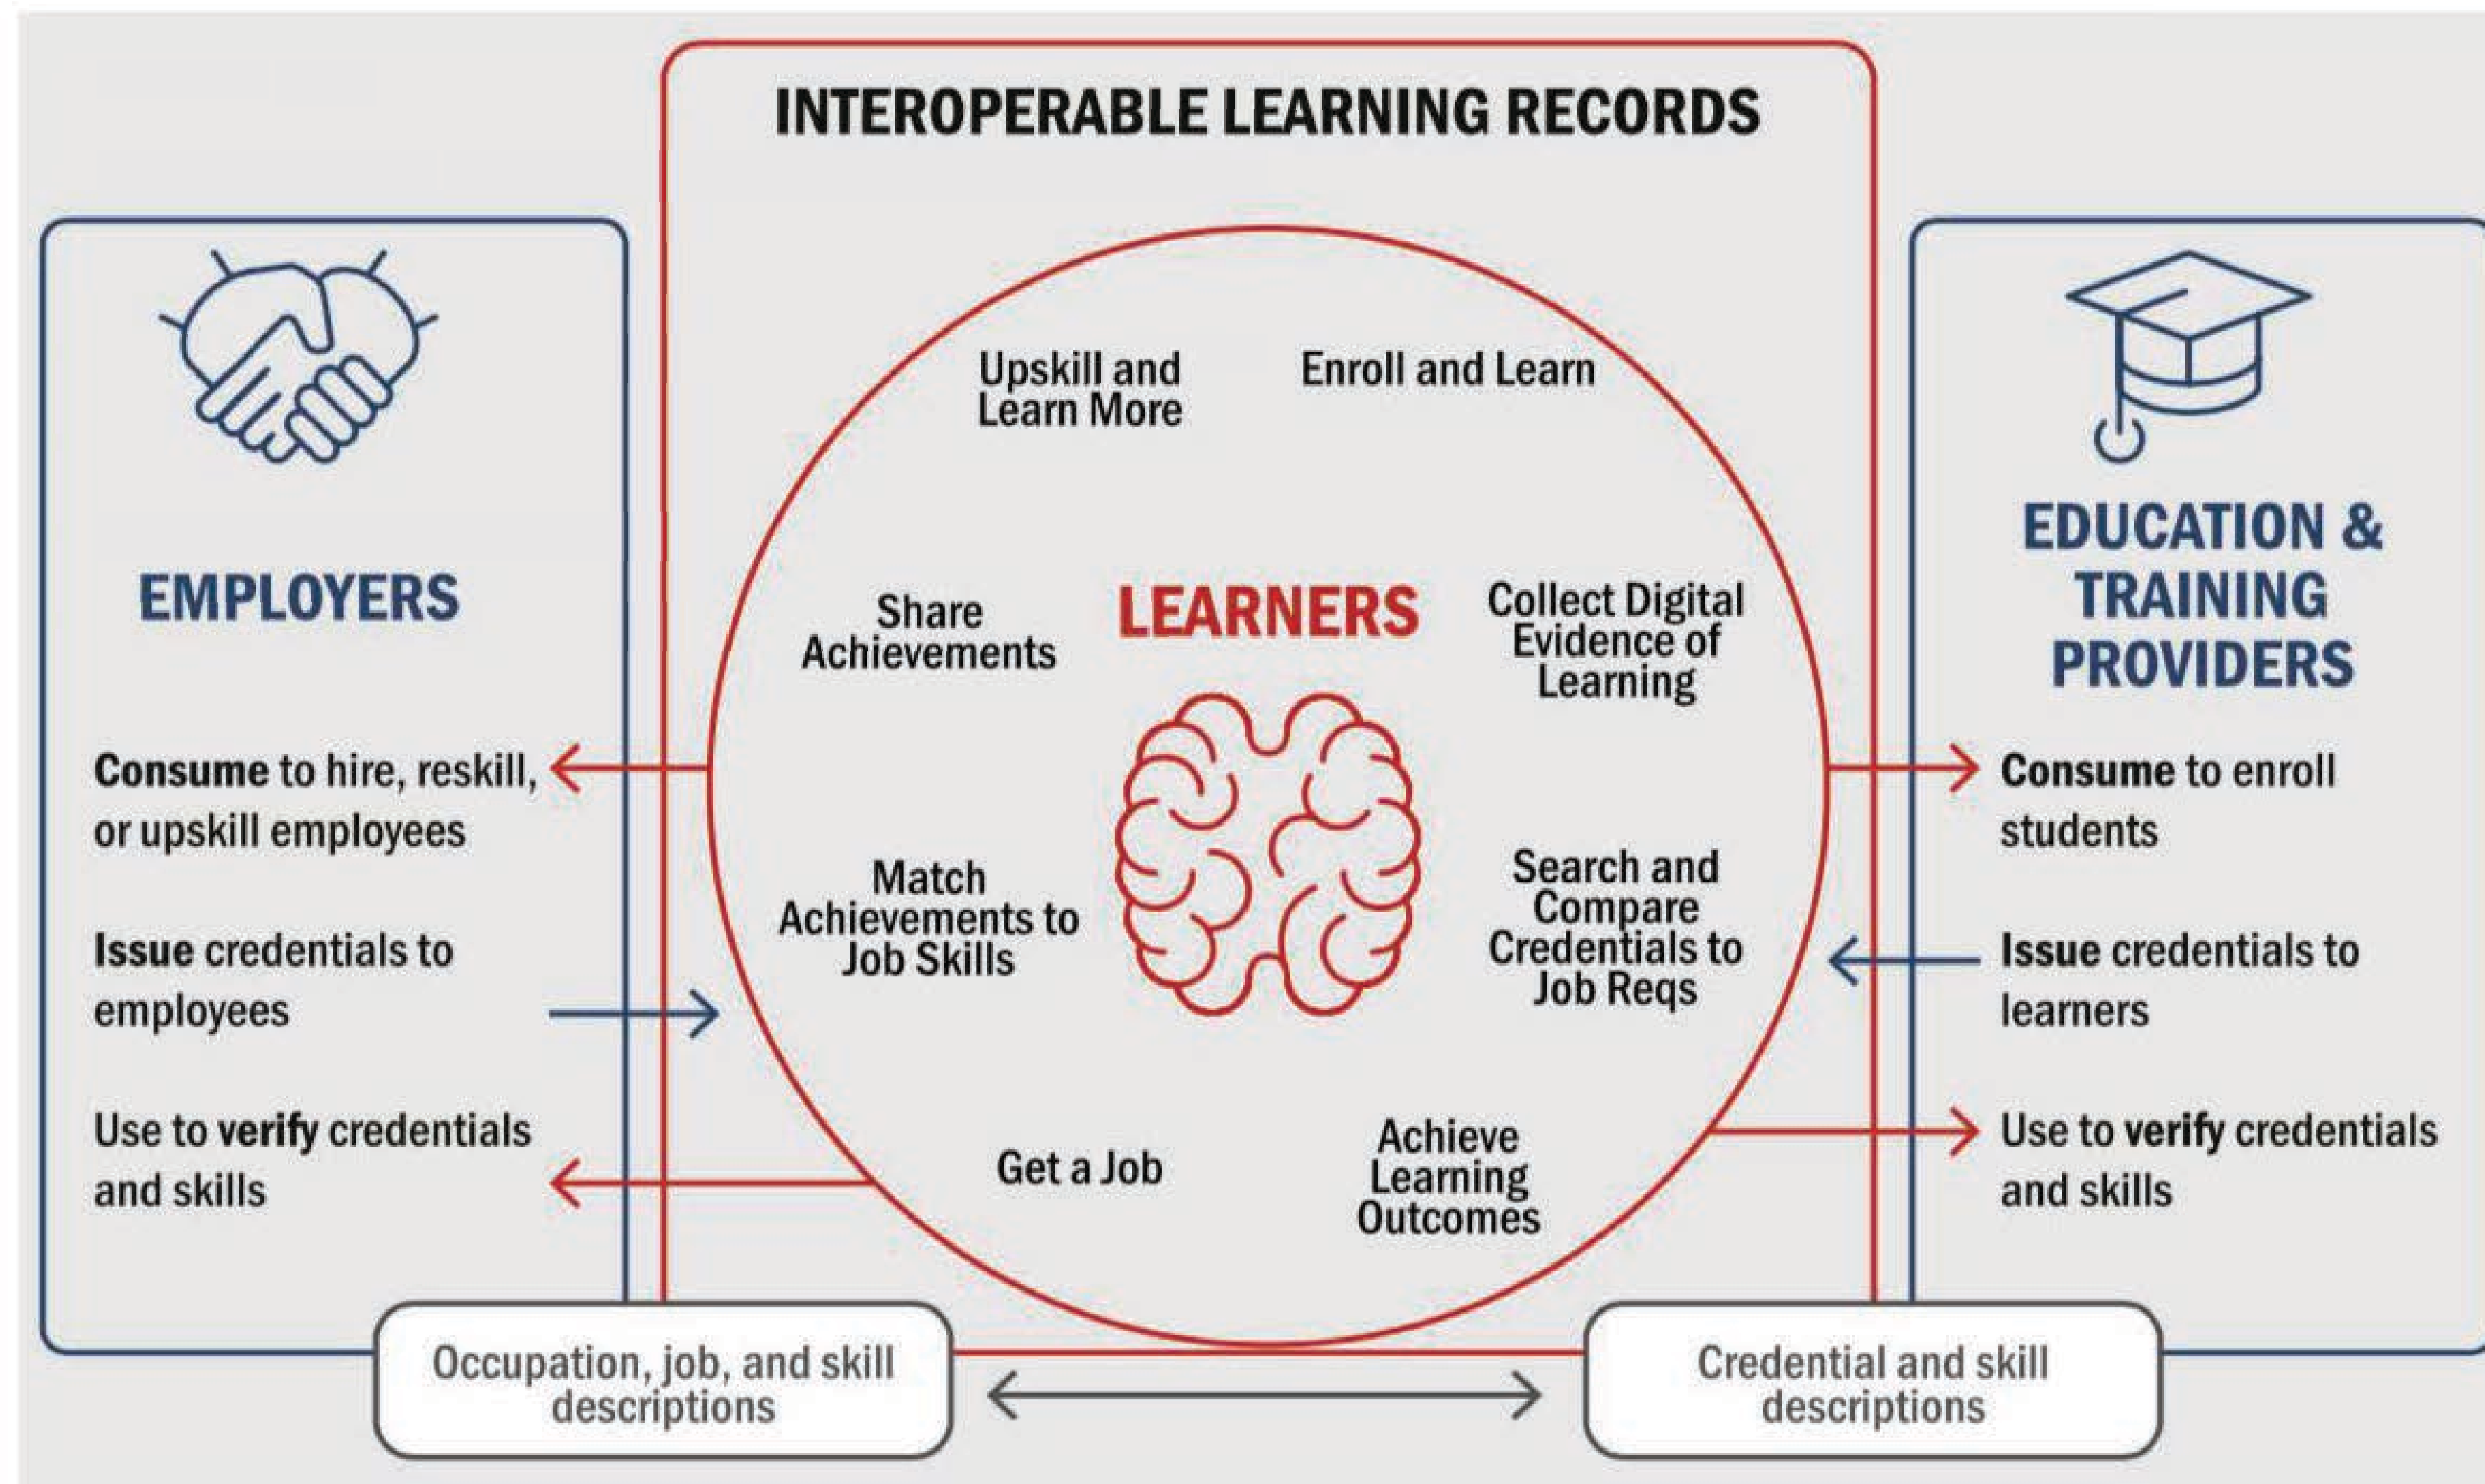 INTEROPERABLE LEARNING RECORDS
EMPLOYERS
Consume to hire, reskill,
or upskill employees
Issue credentials to
employees
Use to verify credentials
and skills
Upskill and
Learn More
Enroll and Learn
Share
Achievements
LEARNERS
Collect Digital
Evidence of
Learning
Match
Achievements to
Job Skills
Search and
Compare
Credentials to
Job Reqs
Get a Job
Achieve
Learning
Outcomes
EDUCATION &
TRAINING
PROVIDERS
Consume to enroll
students
Issue credentials to
learners
Use to verify credentials
and skills
Occupation, job, and skill
descriptions
Credential and skill
descriptions